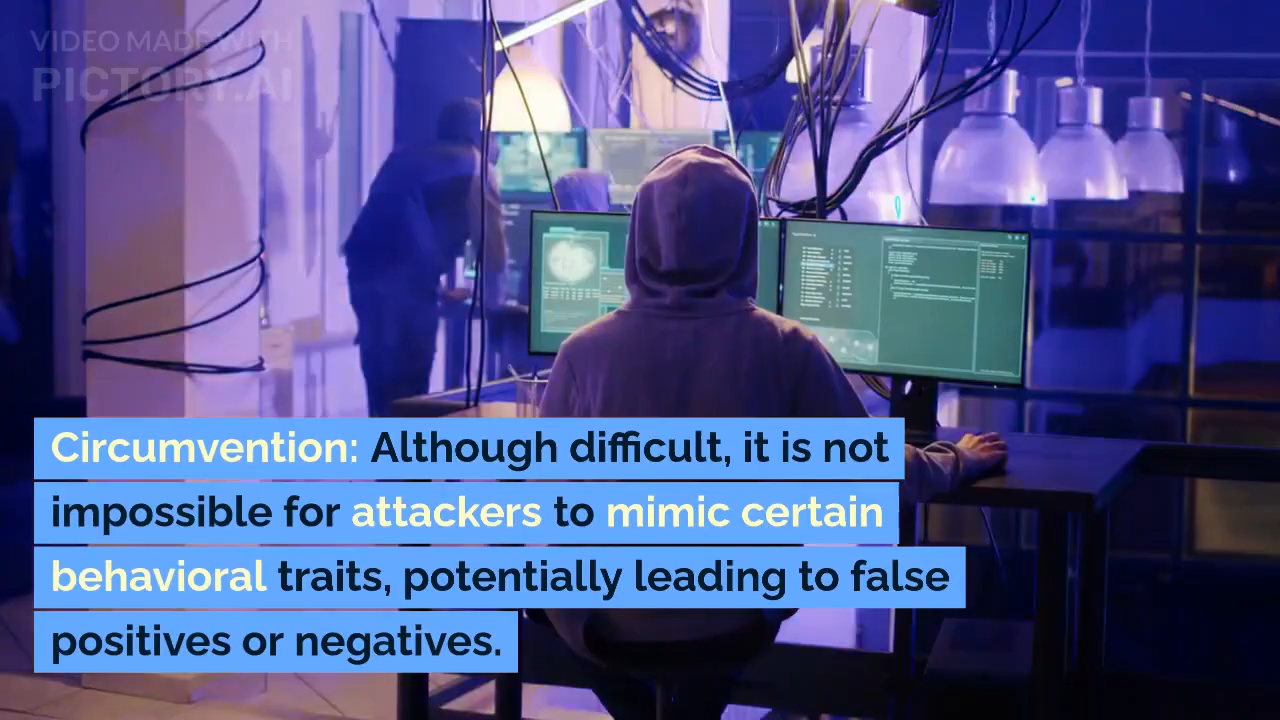 VIDEO MADE WITH
PICTORY.AI
Circumvention: Although difficult, it is not
impossible for attackers to mimic certain
behavioral traits, potentially leading to false
positives or negatives.